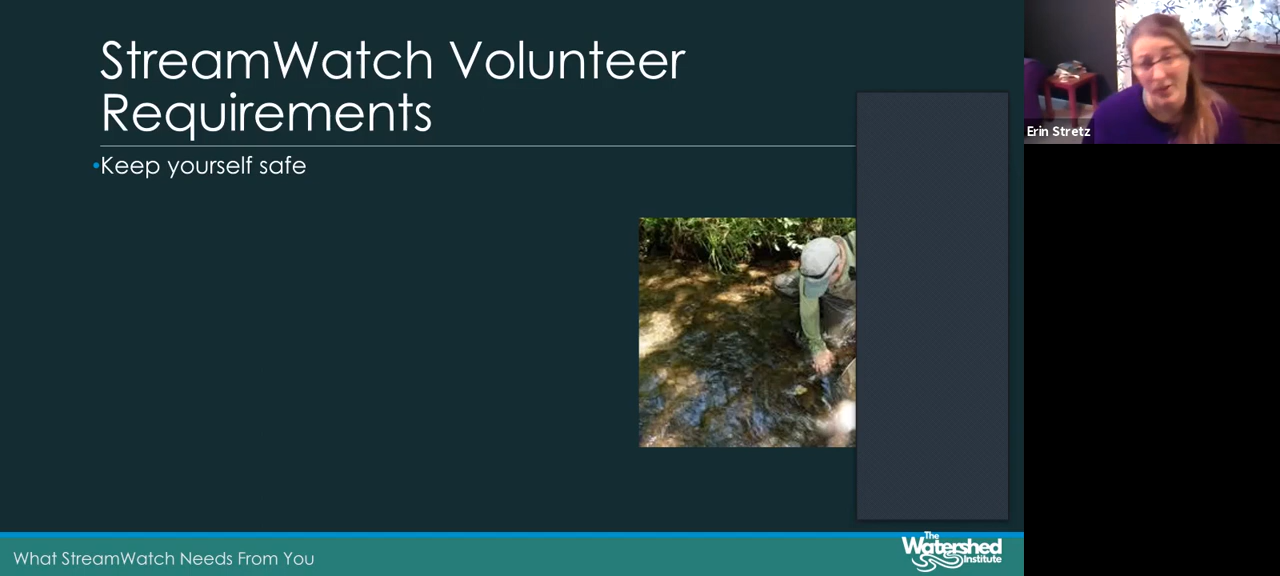 StreamWatch Volunteer
Requirements
•Keep yourself safe
Erin Stretz
What StreamWatch Needs From You
The
Watershed
Institute